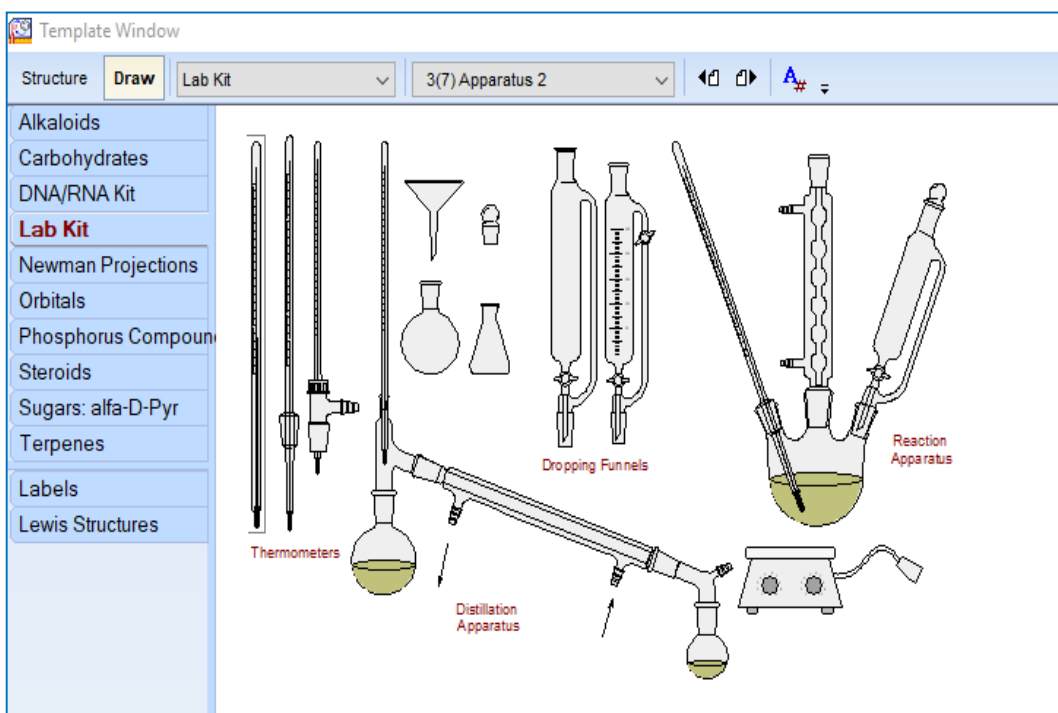 Template Window
Structure Draw Lab Kit 3(7) Apparatus 2 A#
Alkaloids
Carbohydrates
DNA/RNA Kit
Lab Kit
Newman Projections
Orbitals
Phosphorus Compoun
Steroids
Sugars: alfa-D-Pyr
Terpenes
Labels
Lewis Structures
Dropping Funnels
Reaction
Apparatus
Thermometers
Distillation
Apparatus